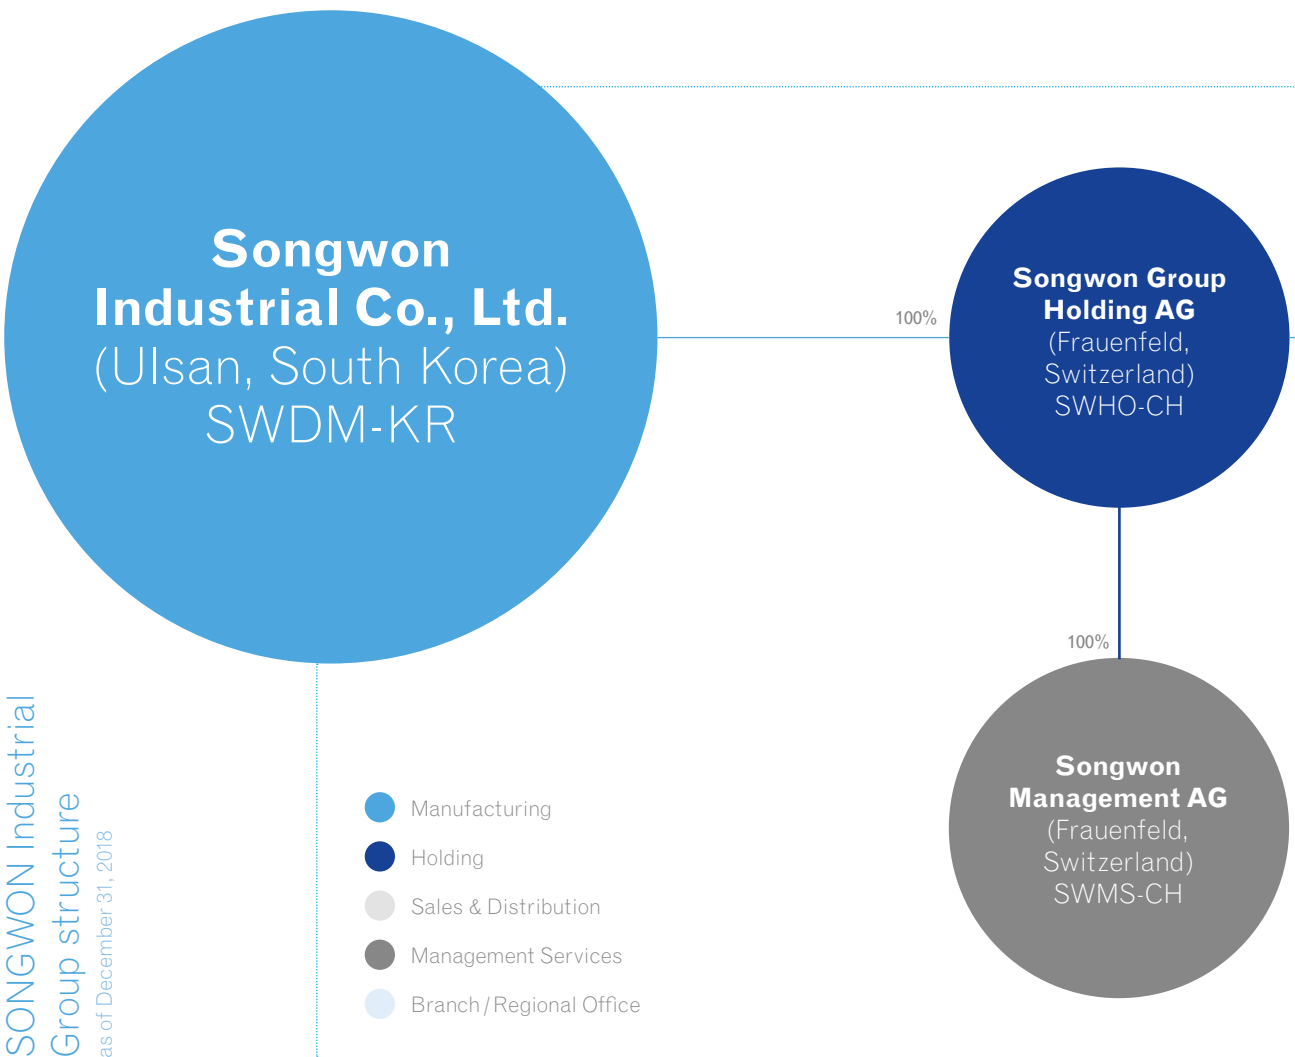 Songwon
Industrial Co., Ltd.
(Ulsan, South Korea)
SWDM-KR
100%
Songwon Group
Holding AG
(Frauenfeld,
Switzerland)
SWHO-CH
100%
Songwon
Management AG
(Frauenfeld,
Switzerland)
SWMS-CH
SONGWON Industrial
Group structure
as of December 31, 2018
Manufacturing
Holding
Sales & Distribution
Management Services
Branch / Regional Office